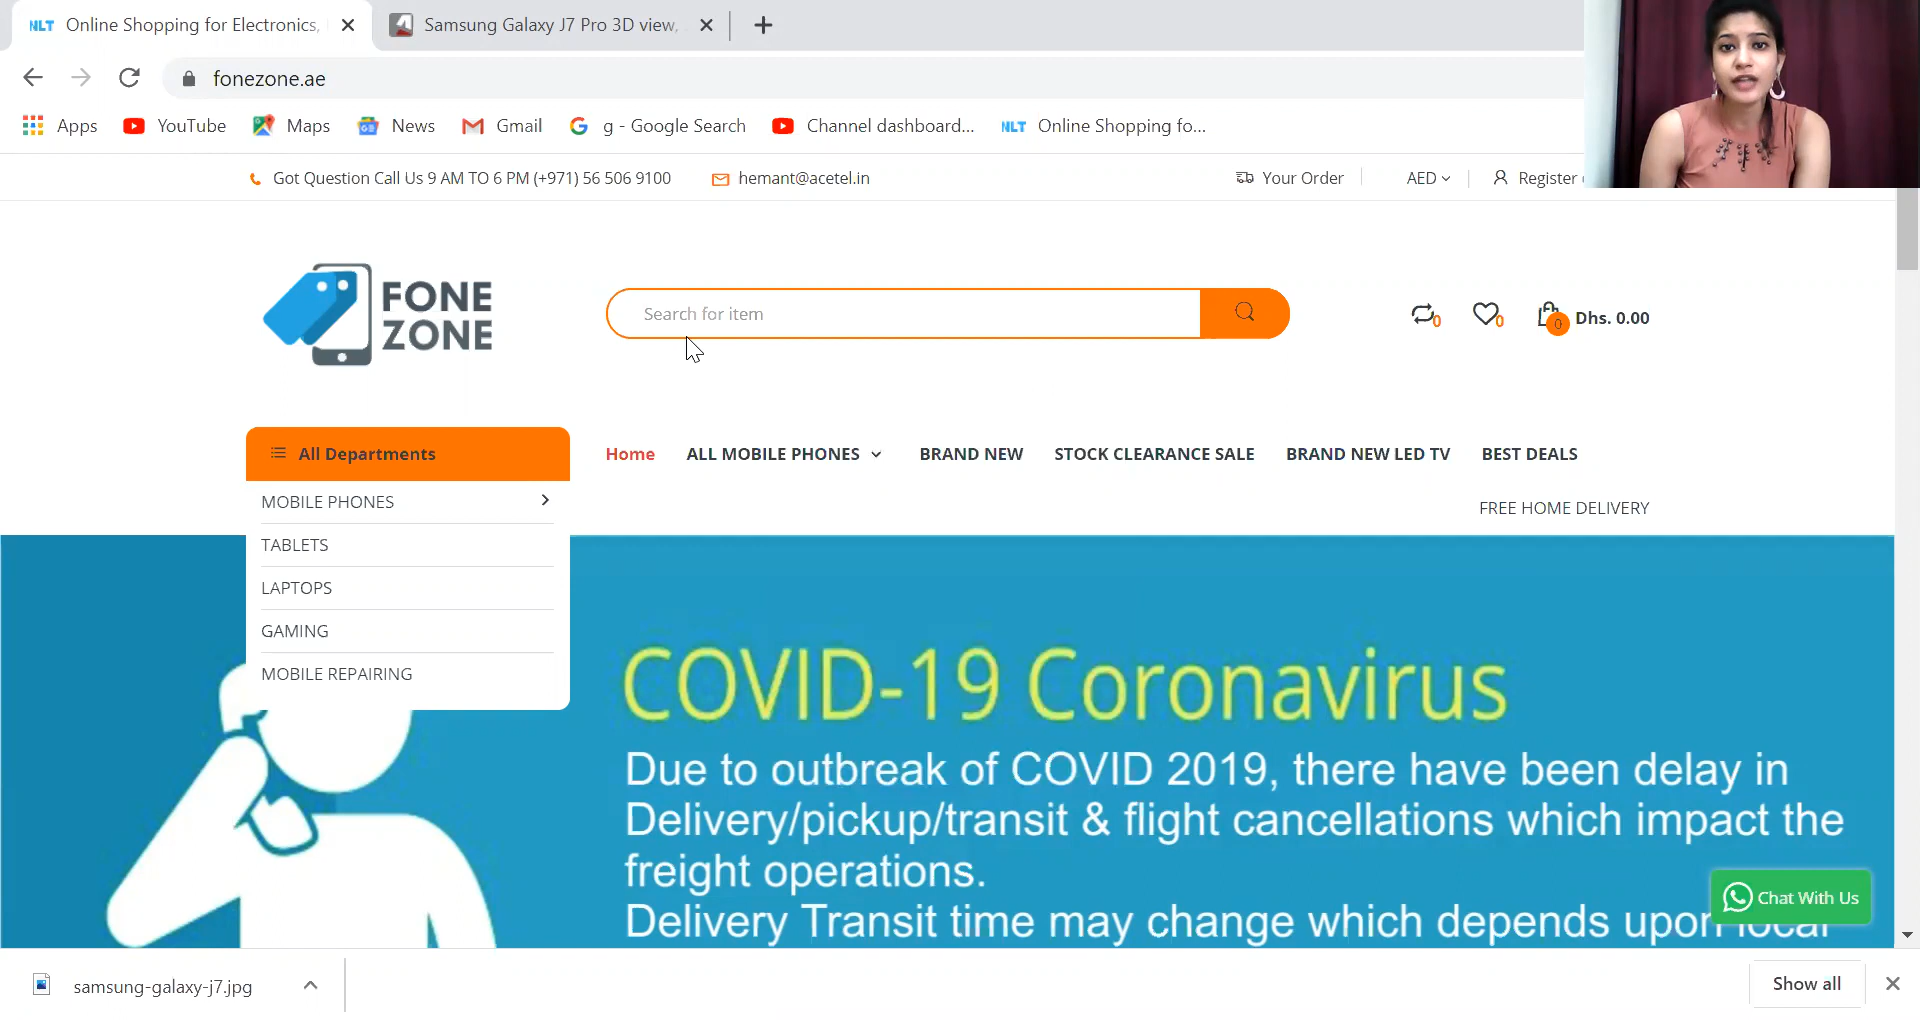 NLT Online Shopping for Electronics,
Samsung Galaxy J7 Pro 3D view,
fonezone.ae
Apps YouTube Maps News Gmail g - Google Search Channel dashboard... NLT Online Shopping fo...
Got Question Call Us 9 AM TO 6 PM (+971) 56 506 9100 hemant@acetel.in Your Order AED Register
FONE
ZONE
Search for item
0 0 0 Dhs. 0.00
All Departments
Home ALL MOBILE PHONES BRAND NEW STOCK CLEARANCE SALE BRAND NEW LED TV BEST DEALS
FREE HOME DELIVERY
MOBILE PHONES
TABLETS
LAPTOPS
GAMING
MOBILE REPAIRING
COVID-19 Coronavirus
Due to outbreak of COVID 2019, there have been delay in
Delivery/pickup/transit & flight cancellations which impact the
freight operations.
Delivery Transit time may change which depends upon local
Chat With Us
samsung-galaxy-j7.jpg
Show all